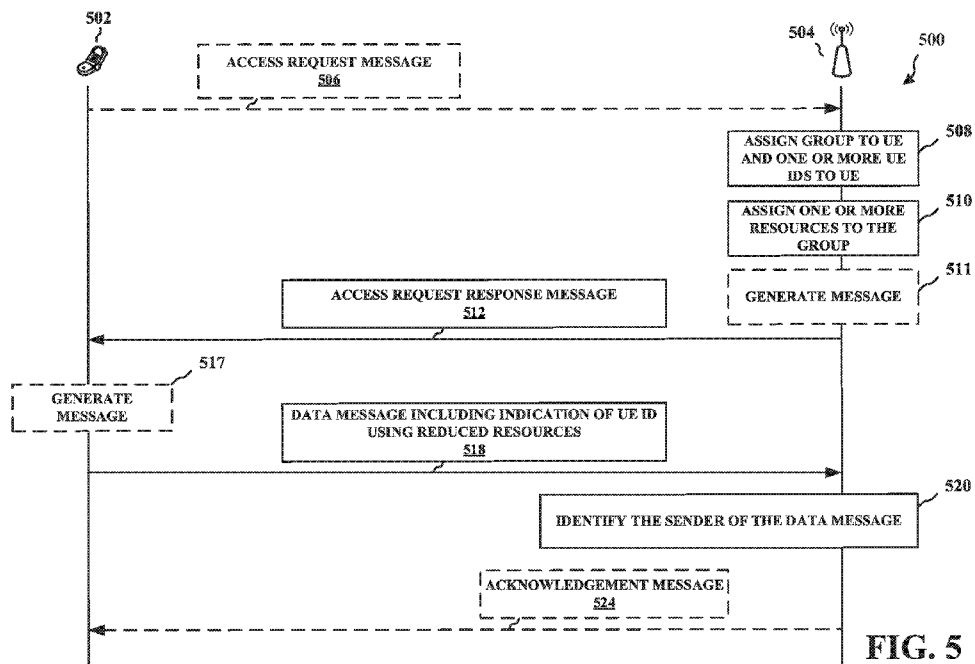 502
504
500
ACCESS REQUEST MESSAGE
506
508
ASSIGN GROUP TO UE
AND ONE OR MORE UE
IDS TO UE
510
ASSIGN ONE OR MORE
RESOURCES TO THE
GROUP
511
GENERATE MESSAGE
ACCESS REQUEST RESPONSE MESSAGE
512
517
GENERATE
MESSAGE
DATA MESSAGE INCLUDING INDICATION OF UE ID
USING REDUCED RESOURCES
518
520
IDENTIFY THE SENDER OF THE DATA MESSAGE
ACKNOWLEDGEMENT MESSAGE
524
FIG. 5